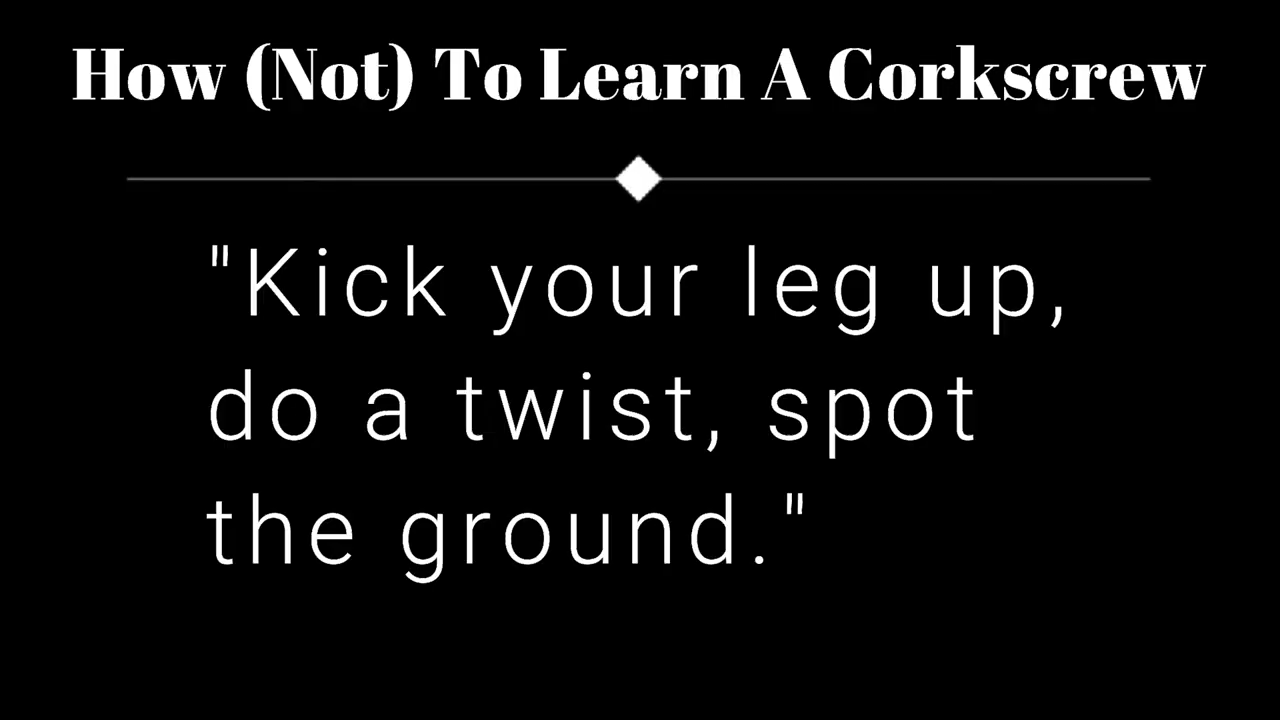 How (Not) To Learn A Corkscrew
"Kick your leg up,
do a twist, spot
the ground."